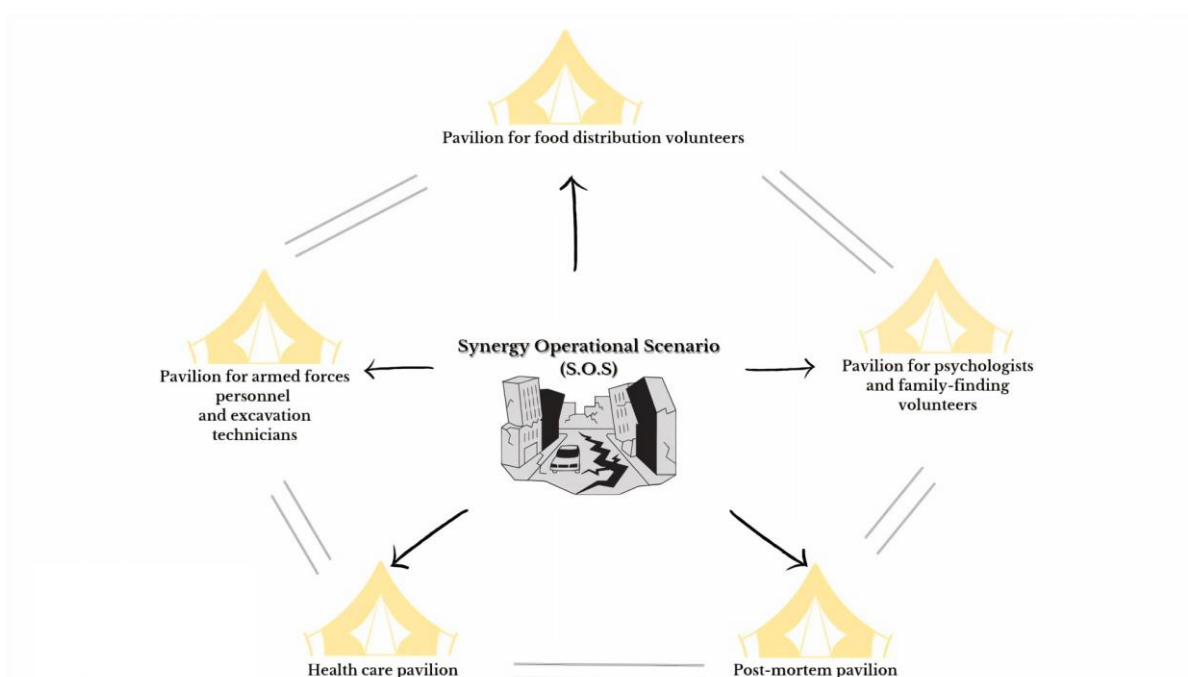 Pavilion for food distribution volunteers
Synergy Operational Scenario
(S.O.S)
Pavilion for armed forces
personnel
and excavation
technicians
Pavilion for psychologists
and family-finding
volunteers
Health care pavilion
Post-mortem pavilion